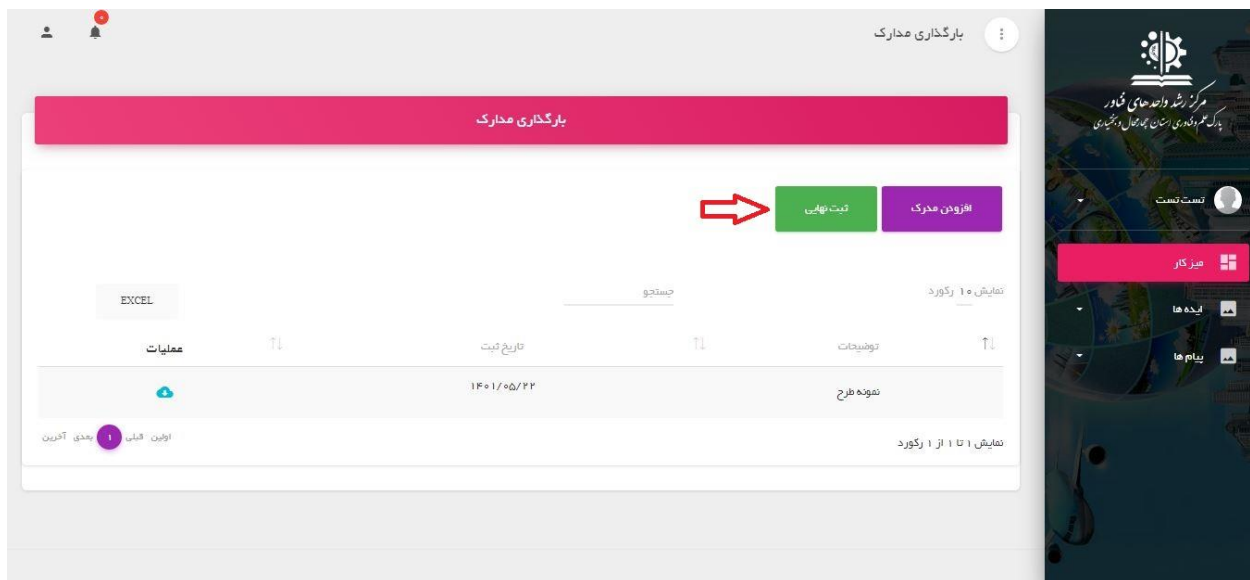 بارگذاری مدارک
مرکز رشد واحدهای فناور
پارک علم و فناوری استان چهارمحال و بختیاری
تست تست
میز کار
ایده ها
پیام ها
بارگذاری مدارک
افزودن مدرک
ثبت نهایی
نمایش ۱۰ رکورد
جستجو
EXCEL
توضیحات
تاریخ ثبت
عملیات
نمونه طرح
۱۴۰۱/۰۵/۲۲
نمایش ۱ تا ۱ از ۱ رکورد
اولین قبلی ۱ بعدی آخرین